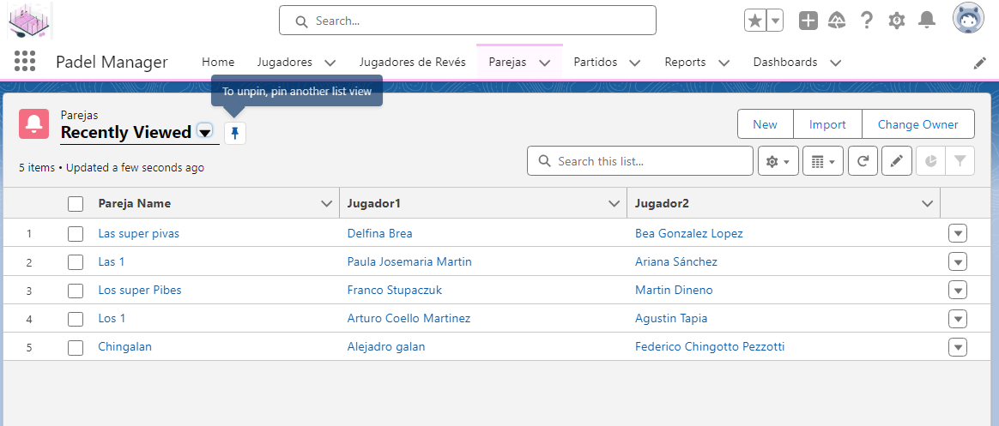 Search...
Padel Manager Home Jugadores Jugadores de Revés Parejas Partidos Reports Dashboards
To unpin, pin another list view
Parejas
Recently Viewed
New Import Change Owner
5 items • Updated a few seconds ago
Search this list...
Pareja Name Jugador1 Jugador2
1 Las super pivas Delfina Brea Bea Gonzalez Lopez
2 Las 1 Paula Josemaria Martin Ariana Sánchez
3 Los super Pibes Franco Stupaczuk Martin Dineno
4 Los 1 Arturo Coello Martinez Agustin Tapia
5 Chingalan Alejadro galan Federico Chingotto Pezzotti